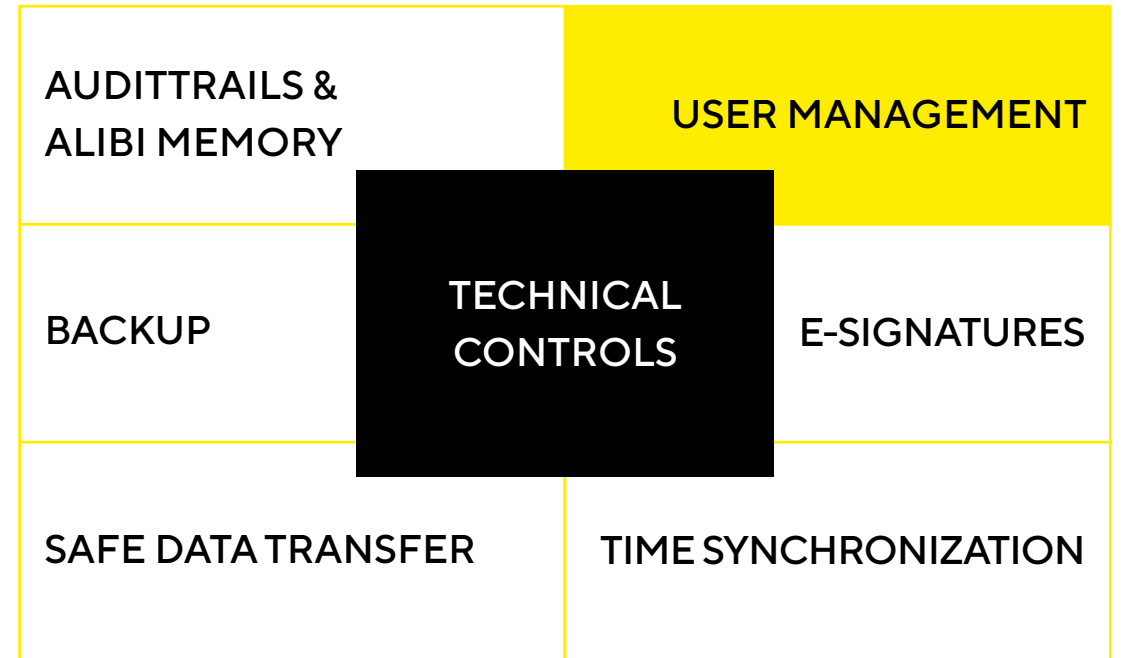 AUDITTRAILS &
ALIBI MEMORY
USER MANAGEMENT
BACKUP
TECHNICAL
CONTROLS
E-SIGNATURES
SAFE DATA TRANSFER
TIME SYNCHRONIZATION